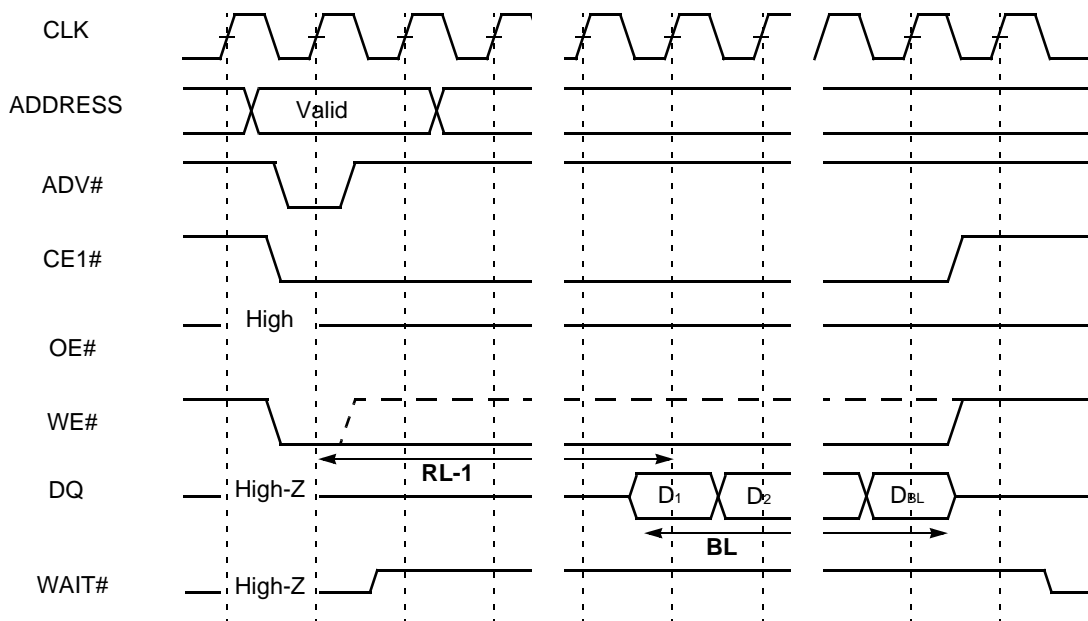 CLK
ADDRESS
Valid
ADV#
CE1#
High
OE#
WE#
RL-1
DQ
High-Z
D1
D2
DBL
BL
WAIT#
High-Z